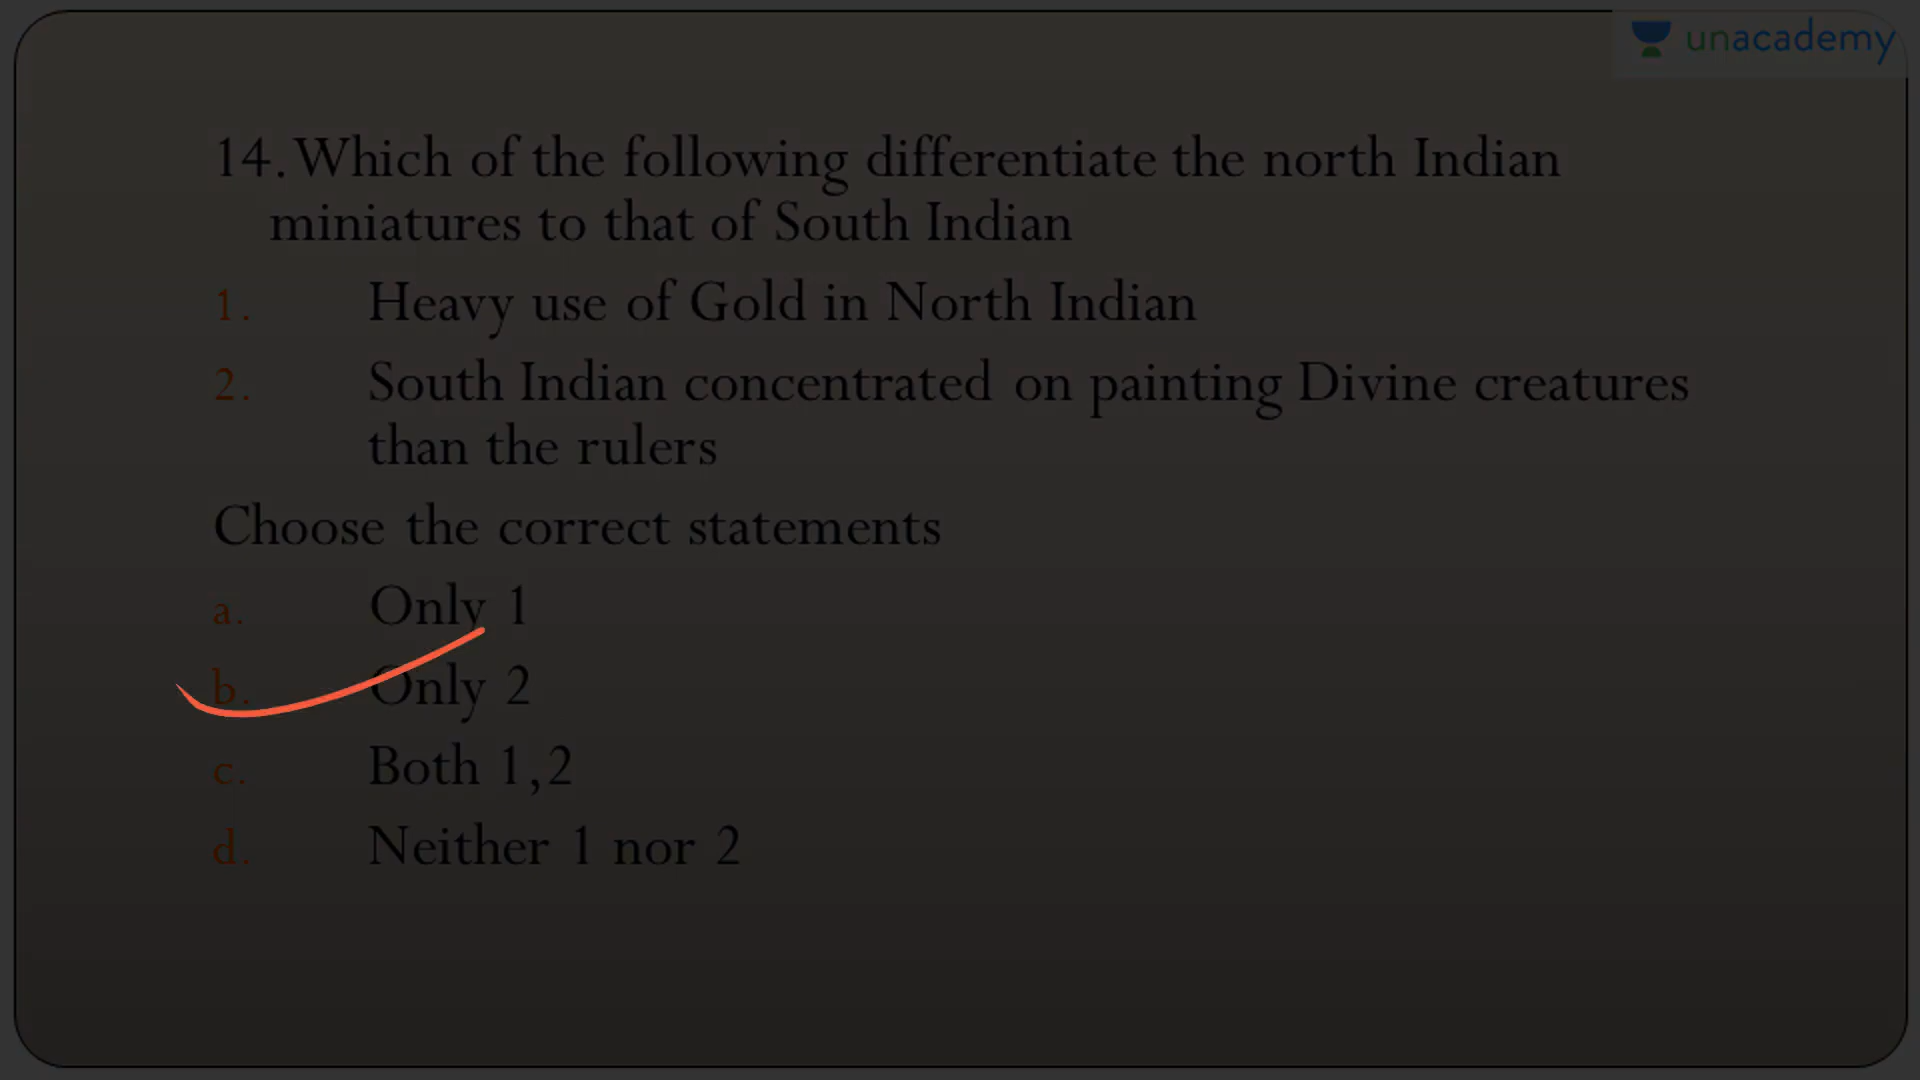 unacademy
14. Which of the following differentiate the north Indian
miniatures to that of South Indian
1. Heavy use of Gold in North Indian
2. South Indian concentrated on painting Divine creatures
than the rulers
Choose the correct statements
a. Only 1
b. Only 2
c. Both 1,2
d. Neither 1 nor 2